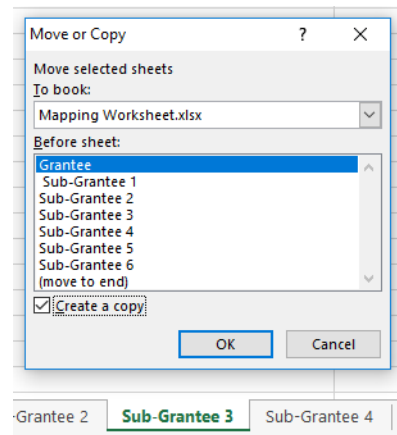 Move or Copy ? X
Move selected sheets
To book:
Mapping Worksheet.xlsx
Before sheet:
Grantee
Sub-Grantee 1
Sub-Grantee 2
Sub-Grantee 3
Sub-Grantee 4
Sub-Grantee 5
Sub-Grantee 6
(move to end)
Create a copy
OK Cancel
-Grantee 2 Sub-Grantee 3 Sub-Grantee 4